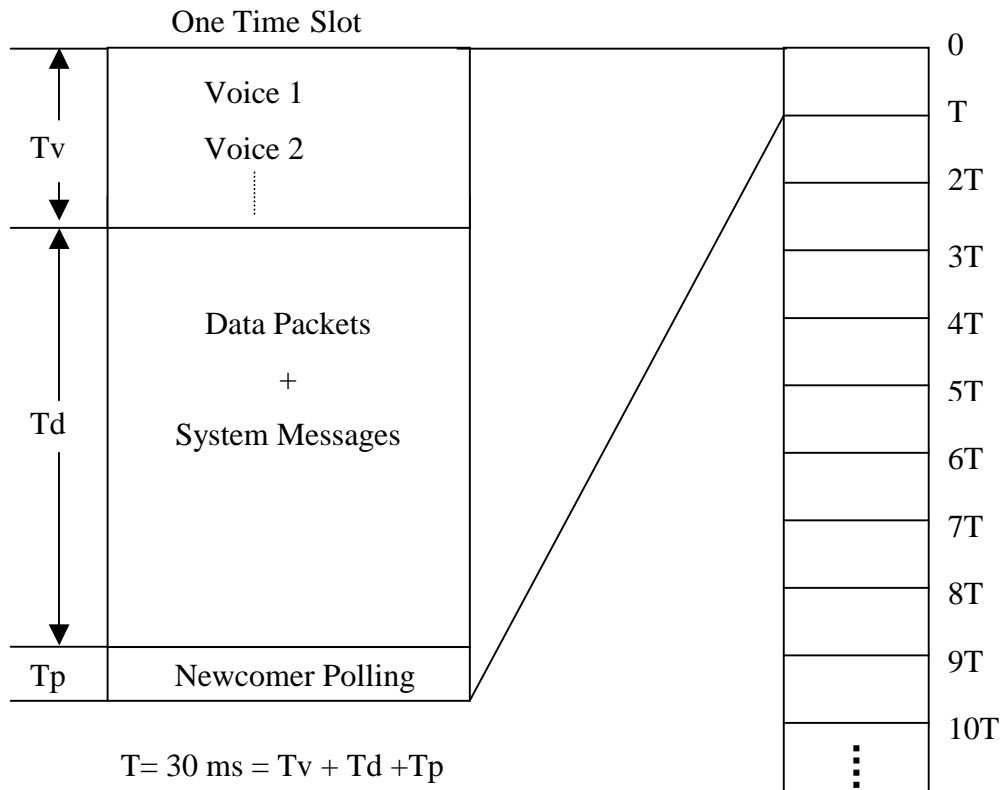 One Time Slot
Voice 1
Voice 2
Tv
Data Packets
+
System Messages
Td
Tp
Newcomer Polling
T= 30 ms = Tv + Td +Tp
0
T
2T
3T
4T
5T
6T
7T
8T
9T
10T